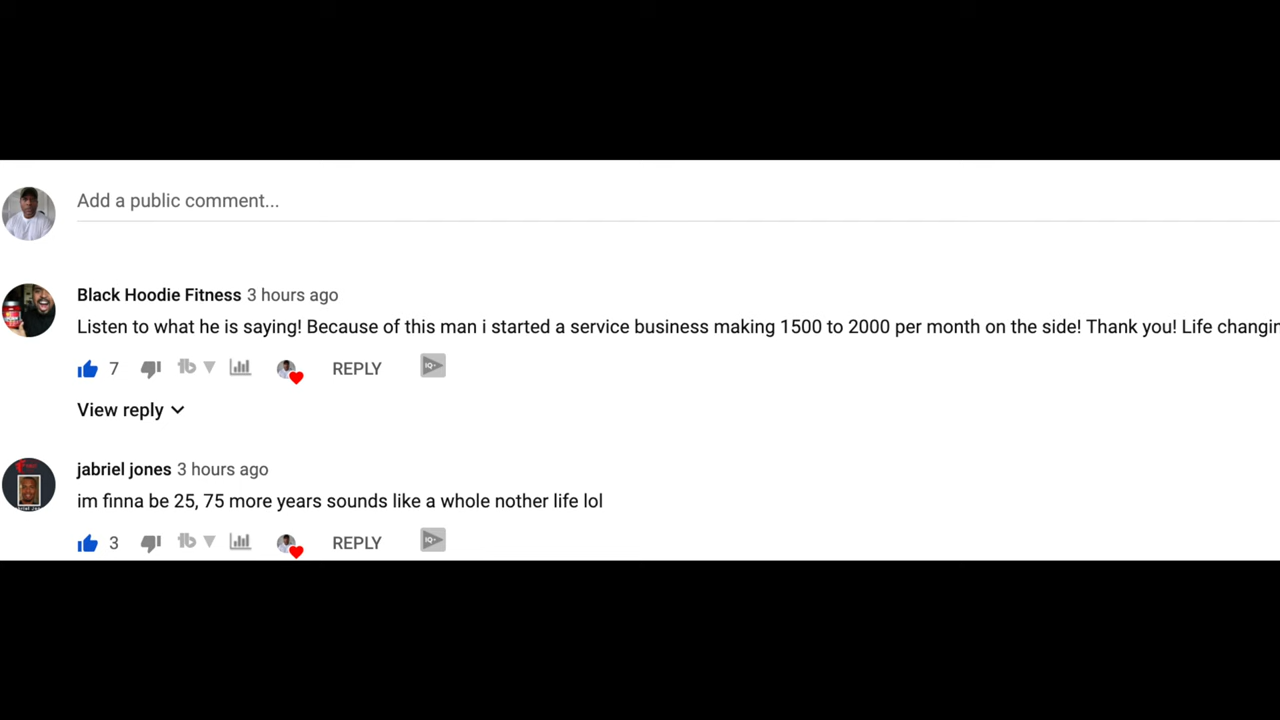 Add a public comment...
Black Hoodie Fitness 3 hours ago
Listen to what he is saying! Because of this man i started a service business making 1500 to 2000 per month on the side! Thank you! Life changin
7 REPLY
View reply
jabriel jones 3 hours ago
im finna be 25, 75 more years sounds like a whole nother life lol
3 REPLY